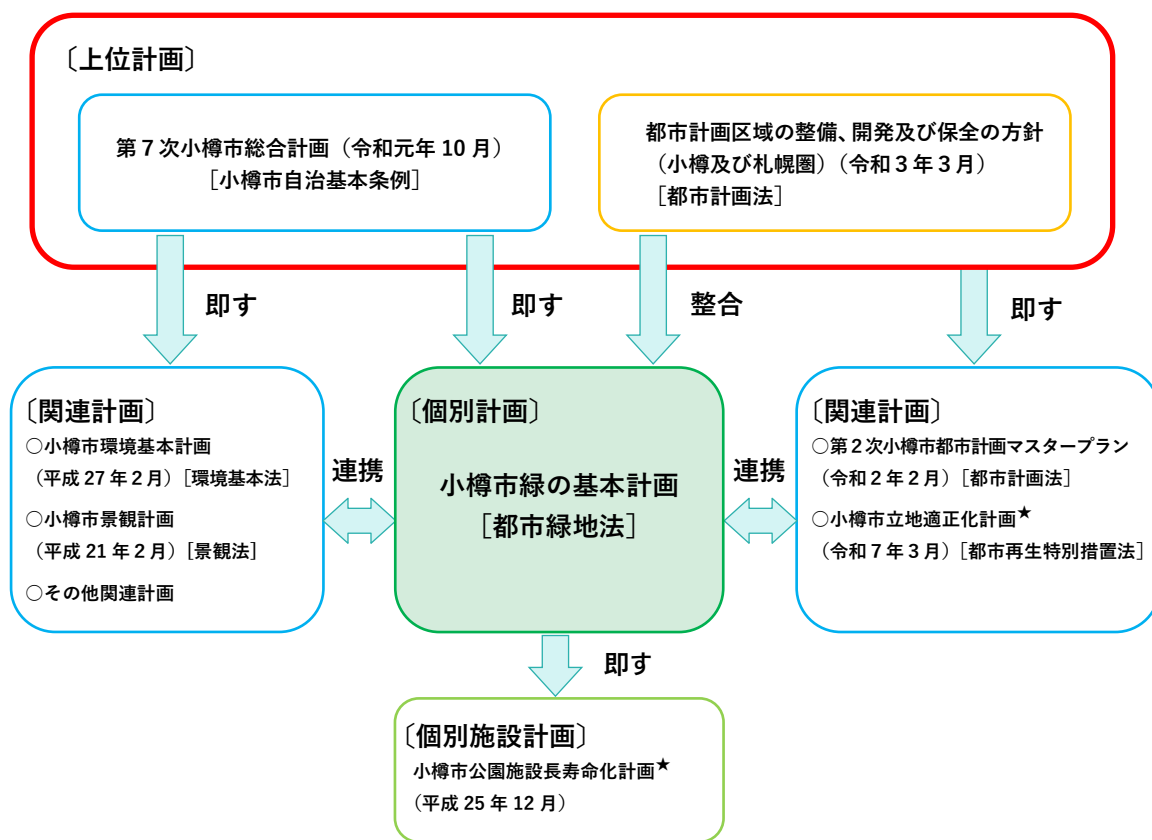 〔上位計画〕
第７次小樽市総合計画（令和元年 10 月）
［小樽市自治基本条例］
都市計画区域の整備、開発及び保全の方針
（小樽及び札幌圏）（令和３年３月）
［都市計画法］
即す
即す
整合
即す
〔関連計画〕
○小樽市環境基本計画
（平成 27 年２月）［環境基本法］
○小樽市景観計画
（平成 21 年２月）［景観法］
○その他関連計画
連携
〔個別計画〕
小樽市緑の基本計画
［都市緑地法］
連携
〔関連計画〕
○第２次小樽市都市計画マスタープラン
（令和２年２月）［都市計画法］
○小樽市立地適正化計画★
（令和７年３月）［都市再生特別措置法］
即す
〔個別施設計画〕
小樽市公園施設長寿命化計画★
（平成 25 年 12 月）